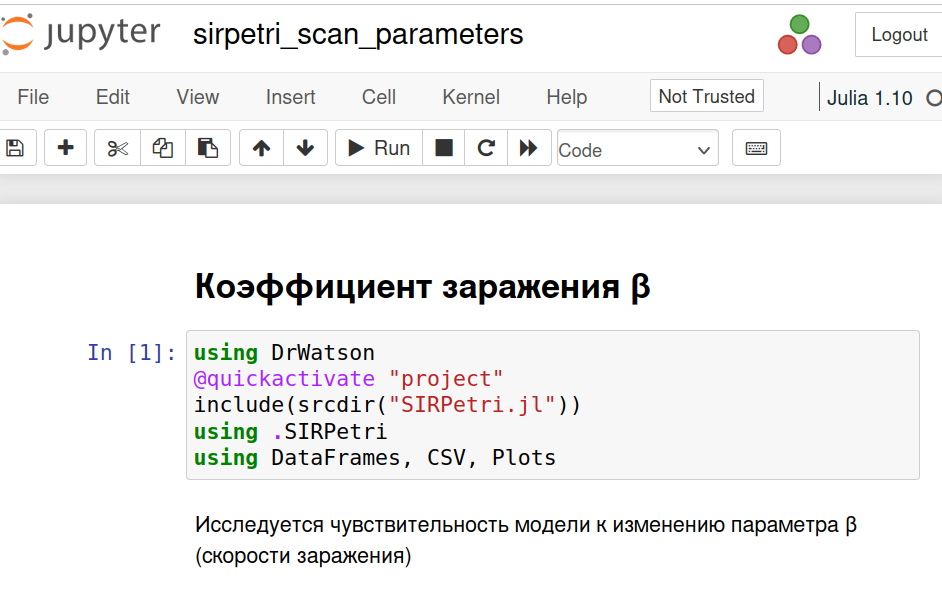 jupyter sirpetri_scan_parameters Logout
File Edit View Insert Cell Kernel Help Not Trusted Julia 1.10
Run Code
Коэффициент заражения β
In [1]: using DrWatson
@quickactivate "project"
include(srcdir("SIRPetri.jl"))
using .SIRPetri
using DataFrames, CSV, Plots
Исследуется чувствительность модели к изменению параметра β
(скорости заражения)